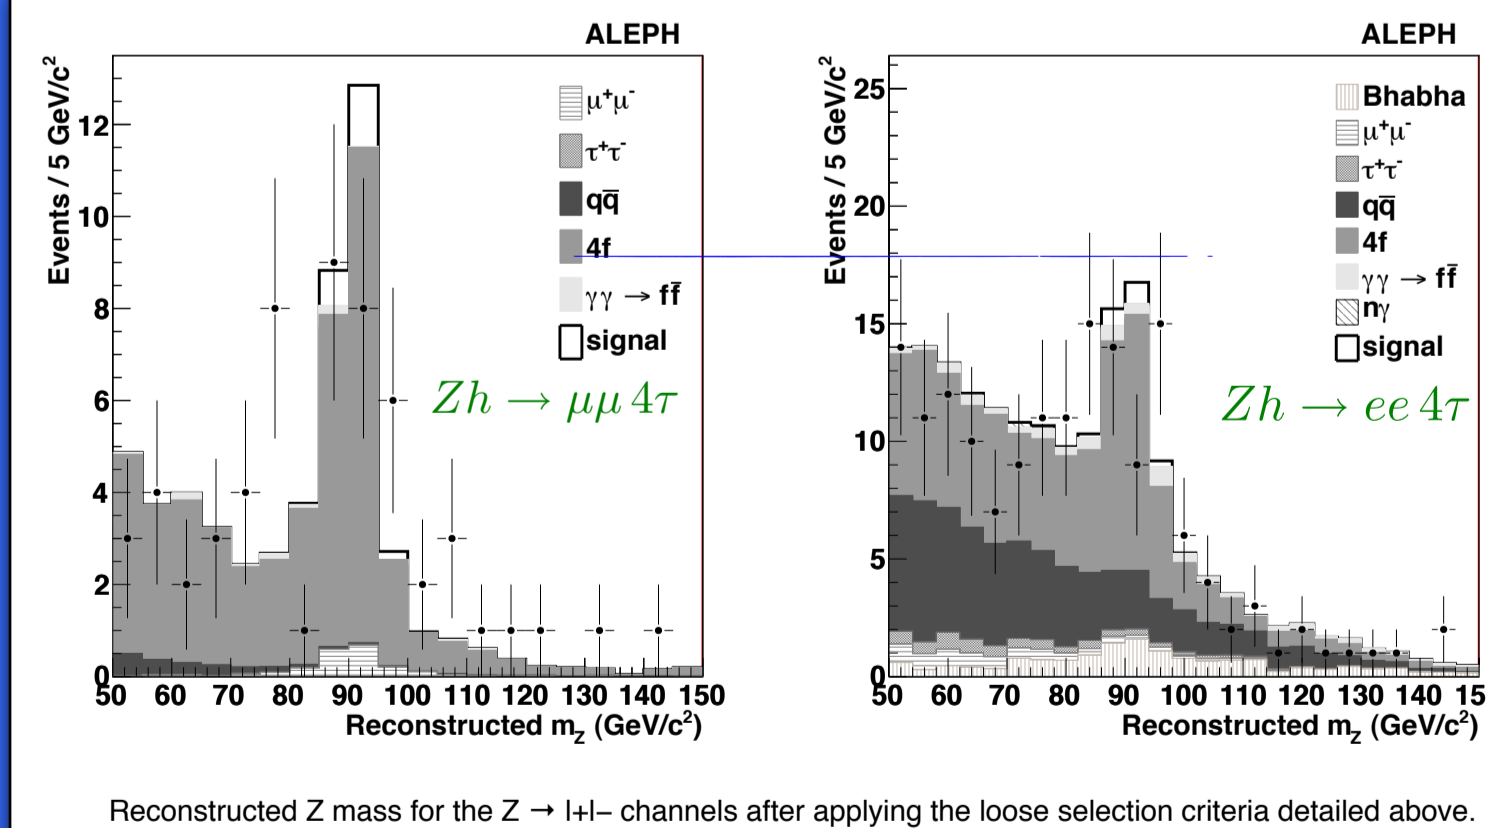 ALEPH
Events / 5 GeV/c²
12
10
8
6
4
2
0
μ⁺μ⁻
τ⁺τ⁻
qq̅
4f
γγ → ff̅
signal
Zh → μμ 4τ
50 60 70 80 90 100 110 120 130 140 150
Reconstructed m_Z (GeV/c²)
ALEPH
Events / 5 GeV/c²
25
20
15
10
5
0
Bhabha
μ⁺μ⁻
τ⁺τ⁻
qq̅
4f
γγ → ff̅
nγ
signal
Zh → ee 4τ
50 60 70 80 90 100 110 120 130 140 15
Reconstructed m_Z (GeV/c²)
Reconstructed Z mass for the Z → l+l− channels after applying the loose selection criteria detailed above.